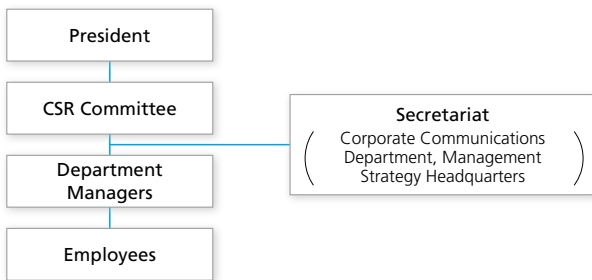 President
CSR Committee
Secretariat
Corporate Communications
Department, Management
Strategy Headquarters
Department
Managers
Employees